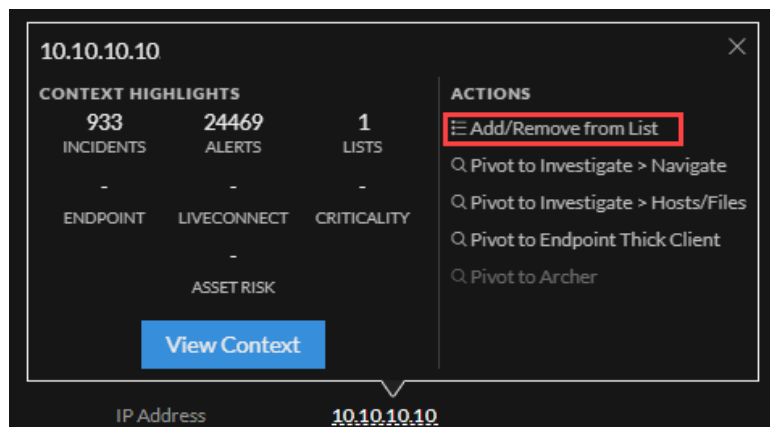 10.10.10.10
CONTEXT HIGHLIGHTS
933 24469 1
INCIDENTS ALERTS LISTS
- - -
ENDPOINT LIVECONNECT CRITICALITY
-
ASSET RISK
View Context
ACTIONS
Add/Remove from List
Pivot to Investigate > Navigate
Pivot to Investigate > Hosts/Files
Pivot to Endpoint Thick Client
Pivot to Archer
IP Address 10.10.10.10